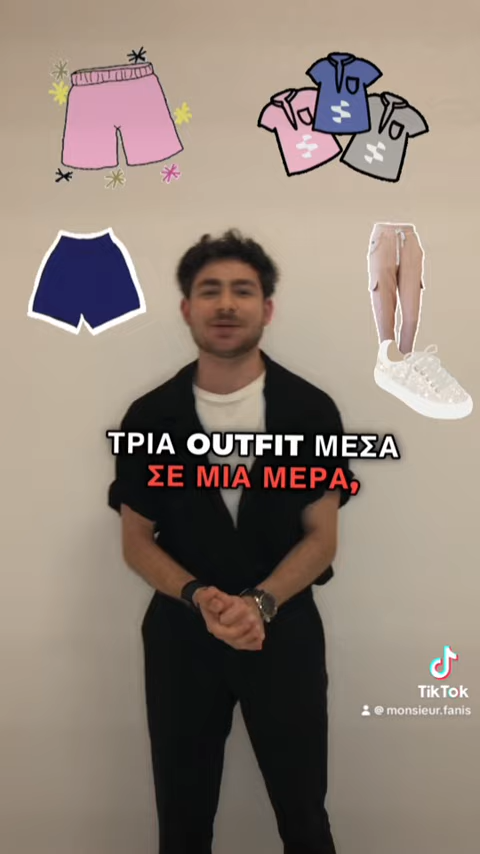 ΤΡΙΑ OUTFIT ΜΕΣΑ
ΣΕ ΜΙΑ ΜΕΡΑ,
TikTok
@ monsieur.fanis